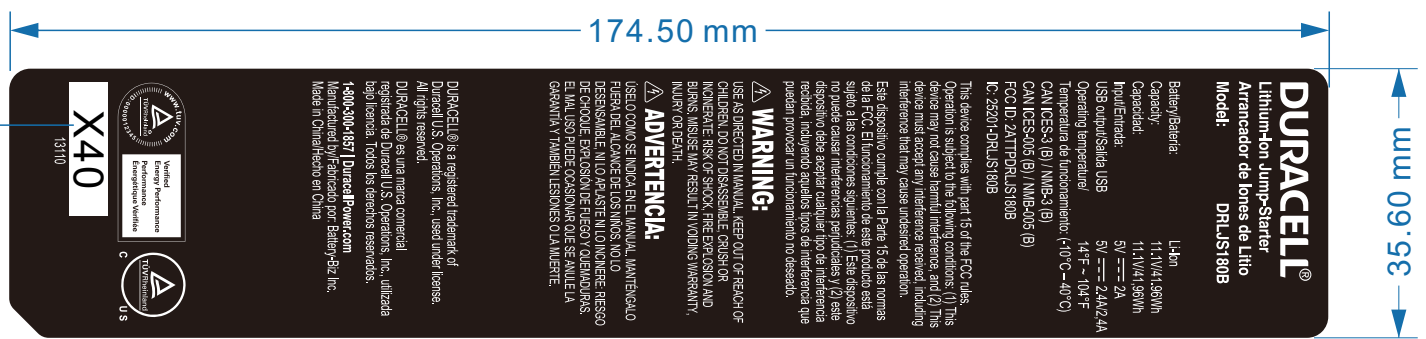 174.50 mm
35.60 mm
DURACELL®
Lithium-Ion Jump-Starter
Arrancador de Iones de Litio
Model: DRLJS180B
Battery/Batería: Li-Ion
Capacity: 11.1V/41.96Wh
Capacidad: 11,1V/41,96Wh
Input/Entrada: 5V ⎓ 2A
USB output/Salida USB 5V ⎓ 2.4A/2,4A
Operating temperature/ 14°F ~ 104°F
Temperatura de funcionamiento: (-10°C~40°C)
CAN ICES-3 (B) / NMB-3 (B)
CAN ICES-005 (B) / NMB-005 (B)
FCC ID: 2ATTPDRLJS180B
IC: 25201-DRLJS180B
This device complies with part 15 of the FCC rules.
Operation is subject to the following conditions: (1) This
device may not cause harmful interference, and (2) This
device must accept any interference received, including
interference that may cause undesired operation.
Este dispositivo cumple con la Parte 15 de las normas
de la FCC. El funcionamiento de este producto está
sujeto a las condiciones siguentes: (1) Este dispositivo
no puede causar interferencias perjudiciales y (2) este
dispositivo debe aceptar cualquier tipo de interferencia
recibida, incluyendo aquellos tipos de interferencia que
puedan provocar un funcionamiento no deseado.
WARNING:
USE AS DIRECTED IN MANUAL. KEEP OUT OF REACH OF
CHILDREN. DO NOT DISASSEMBLE, CRUSH OR
INCINERATE: RISK OF SHOCK, FIRE EXPLOSION AND
BURNS. MISUSE MAY RESULT IN VOIDING WARRANTY,
INJURY OR DEATH.
ADVERTENCIA:
ÚSELO COMO SE INDICA EN EL MANUAL, MANTÉNGALO
FUERA DEL ALCANCE DE LOS NIÑOS. NO LO
DESENSAMBLE, NI LO APLASTE NI LO INCINERE: RIESGO
DE CHOQUE, EXPLOSIÓN DE FUEGO Y QUEMADURAS.
EL MAL USO PUEDE OCASIONAR QUE SE ANULE LA
GARANTÍA Y TAMBIÉN LESIONES O LA MUERTE.
DURACELL® is a registered trademark of
Duracell U.S. Operations, Inc., used under license.
All rights reserved.
DURACELL® es una marca comercial
registrada de Duracell U.S. Operations, Inc., utilizada
bajo licencia. Todos los derechos reservados.
1-800-300-1857 | DuracellPower.com
Manufactured by/Fabricado por: Battery-Biz Inc.
Made in China/Hecho en China
www.tuv.com
TÜVRheinland
ID 0000012345
Verified
Energy Performance
Performance
Énergétique Vérifiée
TÜVRheinland
C US
X40
13110